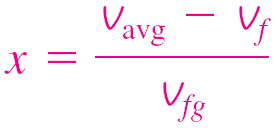 x = (v_avg − v_f) / v_fg